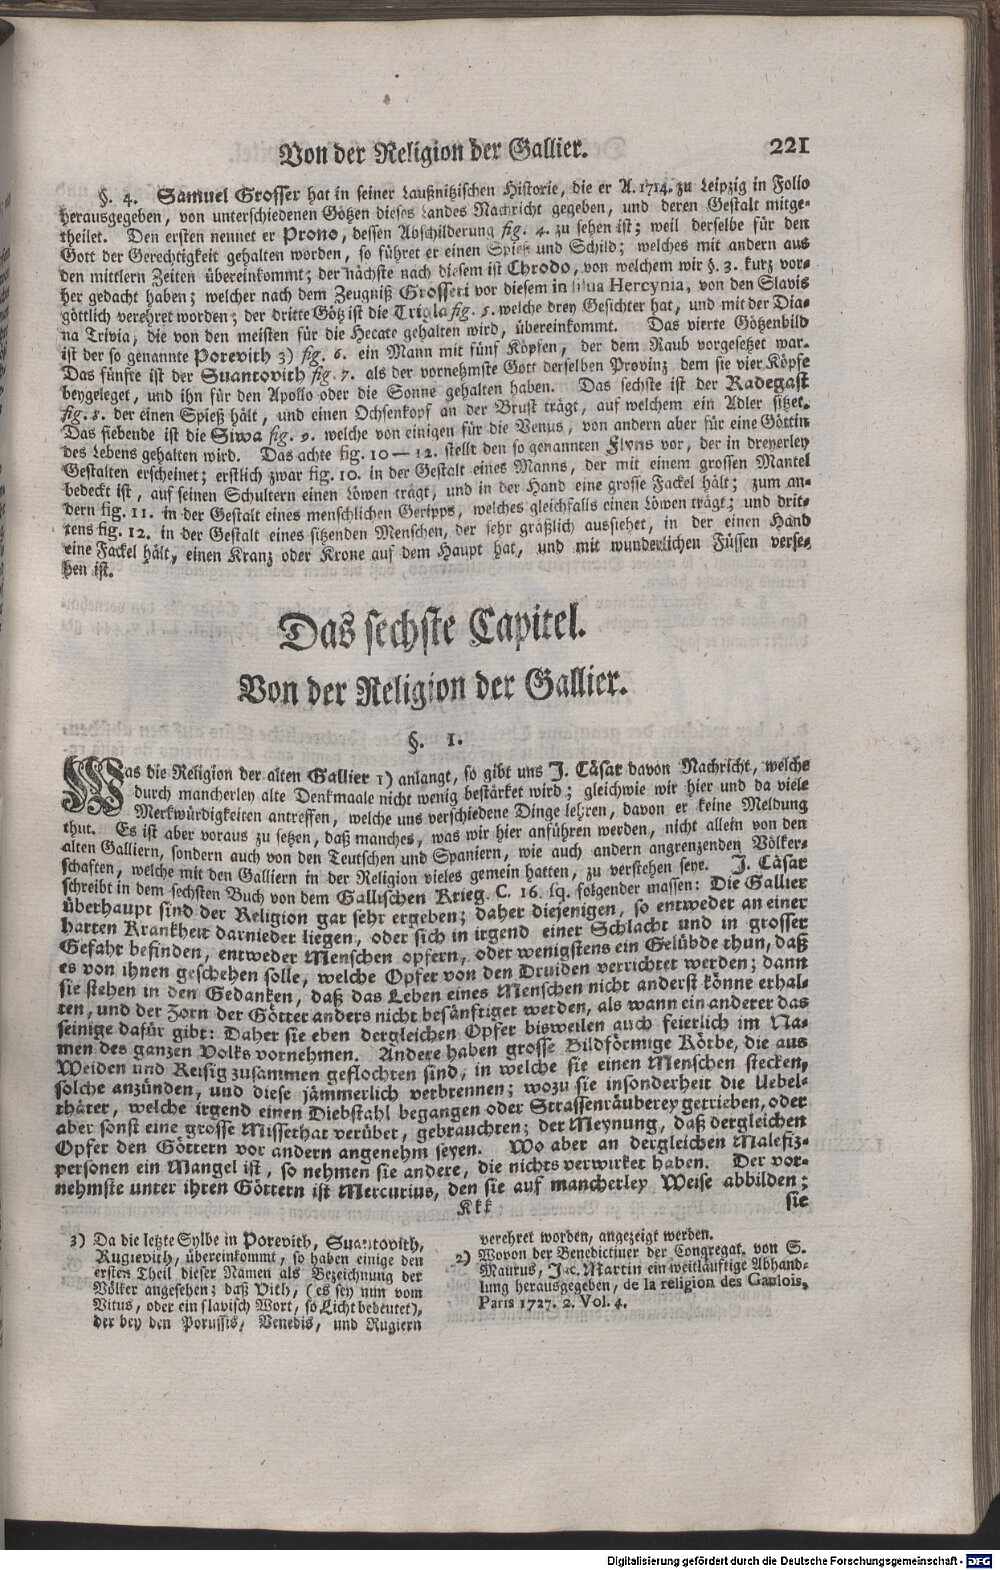 Von der Religion der Gallier. 221
§. 4. Samuel Grosser hat in seiner Laußnitzischen Historie, die er A. 1714. zu Leipzig in Folio
herausgegeben, von unterschiedenen Götzen dieses Landes Nachricht gegeben, und deren Gestalt mitge-
theilet. Den ersten nennet er Prono, dessen Abschilderung fig. 4. zu sehen ist; weil derselbe für den
Gott der Gerechtigkeit gehalten worden, so führet er einen Spieß und Schild; welches mit andern aus
den mittlern Zeiten übereinkommt; der nächste nach diesem ist Chrodo, von welchem wir §. 3. kurz vor-
her gedacht haben; welcher nach dem Zeugniß Grosseri vor diesem in silua Hercynia, von den Slavis
göttlich verehret worden; der dritte Götz ist die Trigla fig. 5. welche drey Gesichter hat, und mit der Dia-
na Trivia, die von den meisten für die Hecate gehalten wird, übereinkommt. Das vierte Götzenbild
ist der so genannte Porevith 3) fig. 6. ein Mann mit fünf Köpfen, der dem Raub vorgesetzet war.
Das fünfte ist der Suantovith fig. 7. als der vornehmste Gott derselben Provinz dem sie vier Köpfe
beygeleget, und ihn für den Apollo oder die Sonne gehalten haben. Das sechste ist der Radegast
fig. 8. der einen Spieß hält, und einen Ochsenkopf an der Brust trägt, auf welchem ein Adler sitzet.
Das siebende ist die Siwa fig. 9. welche von einigen für die Venus, von andern aber für eine Göttin
des Lebens gehalten wird. Das achte fig. 10 — 12. stellt den so genannten Flyns vor, der in dreyerley
Gestalten erscheinet; erstlich zwar fig. 10. in der Gestalt eines Manns, der mit einem grossen Mantel
bedeckt ist, auf seinen Schultern einen Löwen trägt, und in der Hand eine grosse Fackel hält; zum an-
dern fig. 11. in der Gestalt eines menschlichen Geripps, welches gleichfalls einen Löwen trägt; und drit-
tens fig. 12. in der Gestalt eines sitzenden Menschen, der sehr gräßlich aussiehet, in der einen Hand
eine Fackel hält, einen Kranz oder Krone auf dem Haupt hat, und mit wunderlichen Füssen verse-
hen ist.
Das sechste Capitel.
Von der Religion der Gallier.
§. 1.
Was die Religion der alten Gallier 1) anlangt, so gibt uns J. Cäsar davon Nachricht, welche
durch mancherley alte Denkmaale nicht wenig bestärket wird; gleichwie wir hier und da viele
Merkwürdigkeiten antreffen, welche uns verschiedene Dinge lehren, davon er keine Meldung
thut. Es ist aber voraus zu setzen, daß manches, was wir hier anführen werden, nicht allein von den
alten Galliern, sondern auch von den Teutschen und Spaniern, wie auch andern angrenzenden Völker-
schaften, welche mit den Galliern in der Religion vieles gemein hatten, zu verstehen seye. J. Cäsar
schreibt in dem sechsten Buch von dem Gallischen Krieg. C. 16. sq. folgender massen: Die Gallier
überhaupt sind der Religion gar sehr ergeben; daher diejenigen, so entweder an einer
harten Krankheit darnieder liegen, oder sich in irgend einer Schlacht und in grosser
Gefahr befinden, entweder Menschen opfern, oder wenigstens ein Gelübde thun, daß
es von ihnen geschehen solle, welche Opfer von den Druiden verrichtet werden; dann
sie stehen in den Gedanken, daß das Leben eines Menschen nicht anderst könne erhal-
ten, und der Zorn der Götter anders nicht besänftiget werden, als wann ein anderer das
seinige dafür gibt: Daher sie eben dergleichen Opfer bisweilen auch feierlich im Na-
men des ganzen Volks vornehmen. Andere haben grosse Bildförmige Körbe, die aus
Weiden und Reisig zusammen geflochten sind, in welche sie einen Menschen stecken,
solche anzünden, und diese jämmerlich verbrennen; wozu sie insonderheit die Uebel-
thäter, welche irgend einen Diebstahl begangen oder Strassenräuberey getrieben, oder
aber sonst eine grosse Missethat verübet, gebrauchten; der Meynung, daß dergleichen
Opfer den Göttern vor andern angenehm seyen. Wo aber an dergleichen Malefiz-
personen ein Mangel ist, so nehmen sie andere, die nichts verwirket haben. Der vor-
nehmste unter ihren Göttern ist Mercurius, den sie auf mancherley Weise abbilden;
Kkk sie
3) Da die letzte Sylbe in Porevith, Suantovith,
Rugievith, übereinkommt, so haben einige den
ersten Theil dieser Namen als Bezeichnung der
Völker angesehen; daß Vith, (es sey nun vom
Vitus, oder ein slavisch Wort, so Licht bedeutet),
der bey den Porussis, Venedis, und Rugiern
verehret worden, angezeigt werden.
2) Wovon der Benedictiner der Congregat. von S.
Maurus, Jac. Martin ein weitläuftige Abhand-
lung herausgegeben, de la religion des Gaulois,
Paris 1727. 2. Vol. 4.
Digitalisierung gefördert durch die Deutsche Forschungsgemeinschaft - DFG